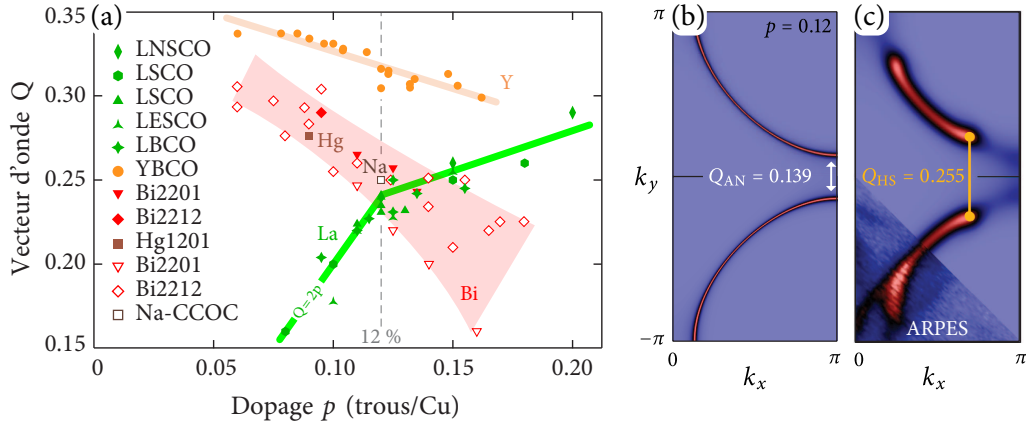 (a)
Vecteur d'onde Q
0.35
0.30
0.25
0.20
0.15
LNSCO
LSCO
LSCO
LESCO
LBCO
YBCO
Bi2201
Bi2212
Hg1201
Bi2201
Bi2212
Na-CCOC
Y
Hg
Na
La
Q=2p
Bi
12 %
0
0.05
0.10
0.15
0.20
Dopage p (trous/Cu)
(b)
p = 0.12
π
k_y
−π
Q_AN = 0.139
0
π
k_x
(c)
Q_HS = 0.255
ARPES
0
π
k_x